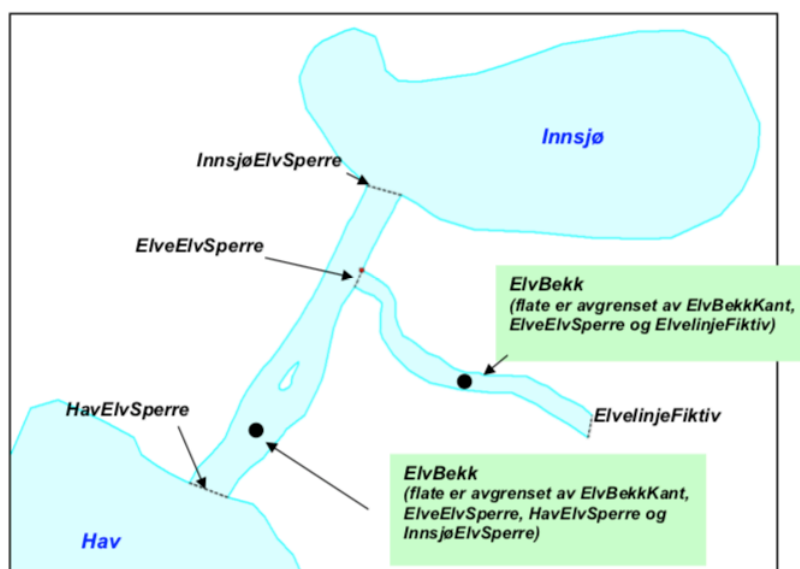 Innsjø
InnsjøElvSperre
ElveElvSperre
ElvBekk
(flate er avgrenset av ElvBekkKant,
ElveElvSperre og ElvelinjeFiktiv)
HavElvSperre
ElvelinjeFiktiv
ElvBekk
(flate er avgrenset av ElvBekkKant,
ElveElvSperre, HavElvSperre og
InnsjøElvSperre)
Hav